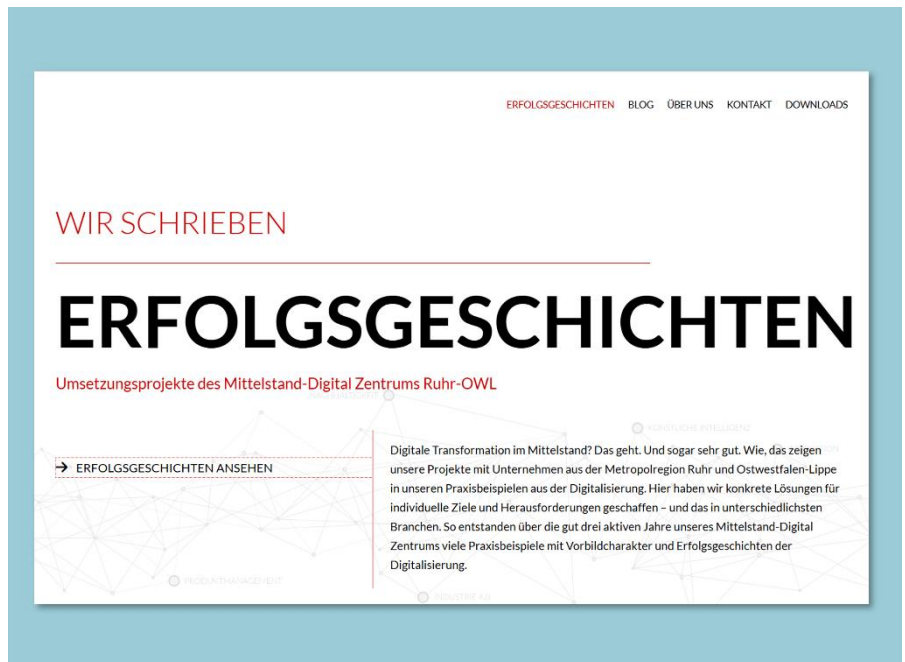 ERFOLGSGESCHICHTEN BLOG ÜBER UNS KONTAKT DOWNLOADS
WIR SCHRIEBEN
ERFOLGSGESCHICHTEN
Umsetzungsprojekte des Mittelstand-Digital Zentrums Ruhr-OWL
KÜNSTLICHE INTELLIGENZ
→ ERFOLGSGESCHICHTEN ANSEHEN
Digitale Transformation im Mittelstand? Das geht. Und sogar sehr gut. Wie, das zeigen
unsere Projekte mit Unternehmen aus der Metropolregion Ruhr und Ostwestfalen-Lippe
in unseren Praxisbeispielen aus der Digitalisierung. Hier haben wir konkrete Lösungen für
individuelle Ziele und Herausforderungen geschaffen – und das in unterschiedlichsten
Branchen. So entstanden über die gut drei aktiven Jahre unseres Mittelstand-Digital
Zentrums viele Praxisbeispiele mit Vorbildcharakter und Erfolgsgeschichten der
Digitalisierung.
PRODUKTMANAGEMENT
INDUSTRIE 4.0